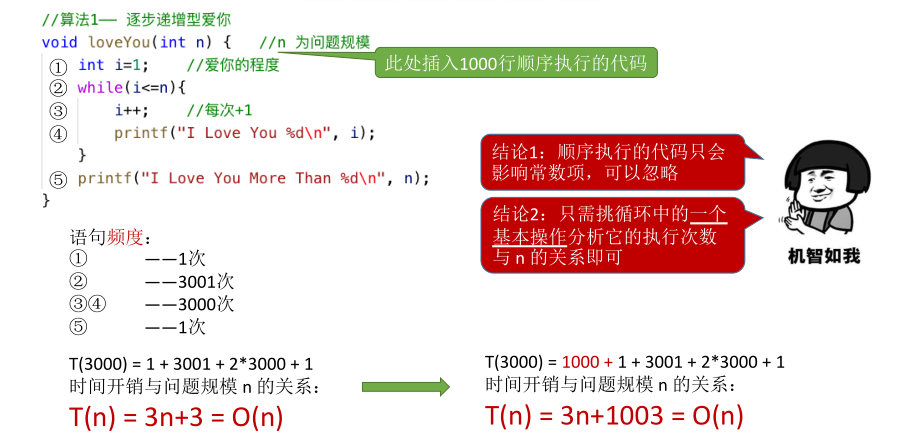 //算法1—— 逐步递增型爱你
void loveYou(int n) {   //n 为问题规模
此处插入1000行顺序执行的代码
① int i=1;    //爱你的程度
② while(i<=n){
③ i++;    //每次+1
④ printf("I Love You %d\n", i);
}
⑤ printf("I Love You More Than %d\n", n);
}
结论1：顺序执行的代码只会
影响常数项，可以忽略
结论2：只需挑循环中的一个
基本操作分析它的执行次数
与 n 的关系即可
机智如我
语句频度：
① ——1次
② ——3001次
③④ ——3000次
⑤ ——1次
T(3000) = 1 + 3001 + 2*3000 + 1
时间开销与问题规模 n 的关系：
T(n) = 3n+3 = O(n)
T(3000) = 1000 + 1 + 3001 + 2*3000 + 1
时间开销与问题规模 n 的关系：
T(n) = 3n+1003 = O(n)